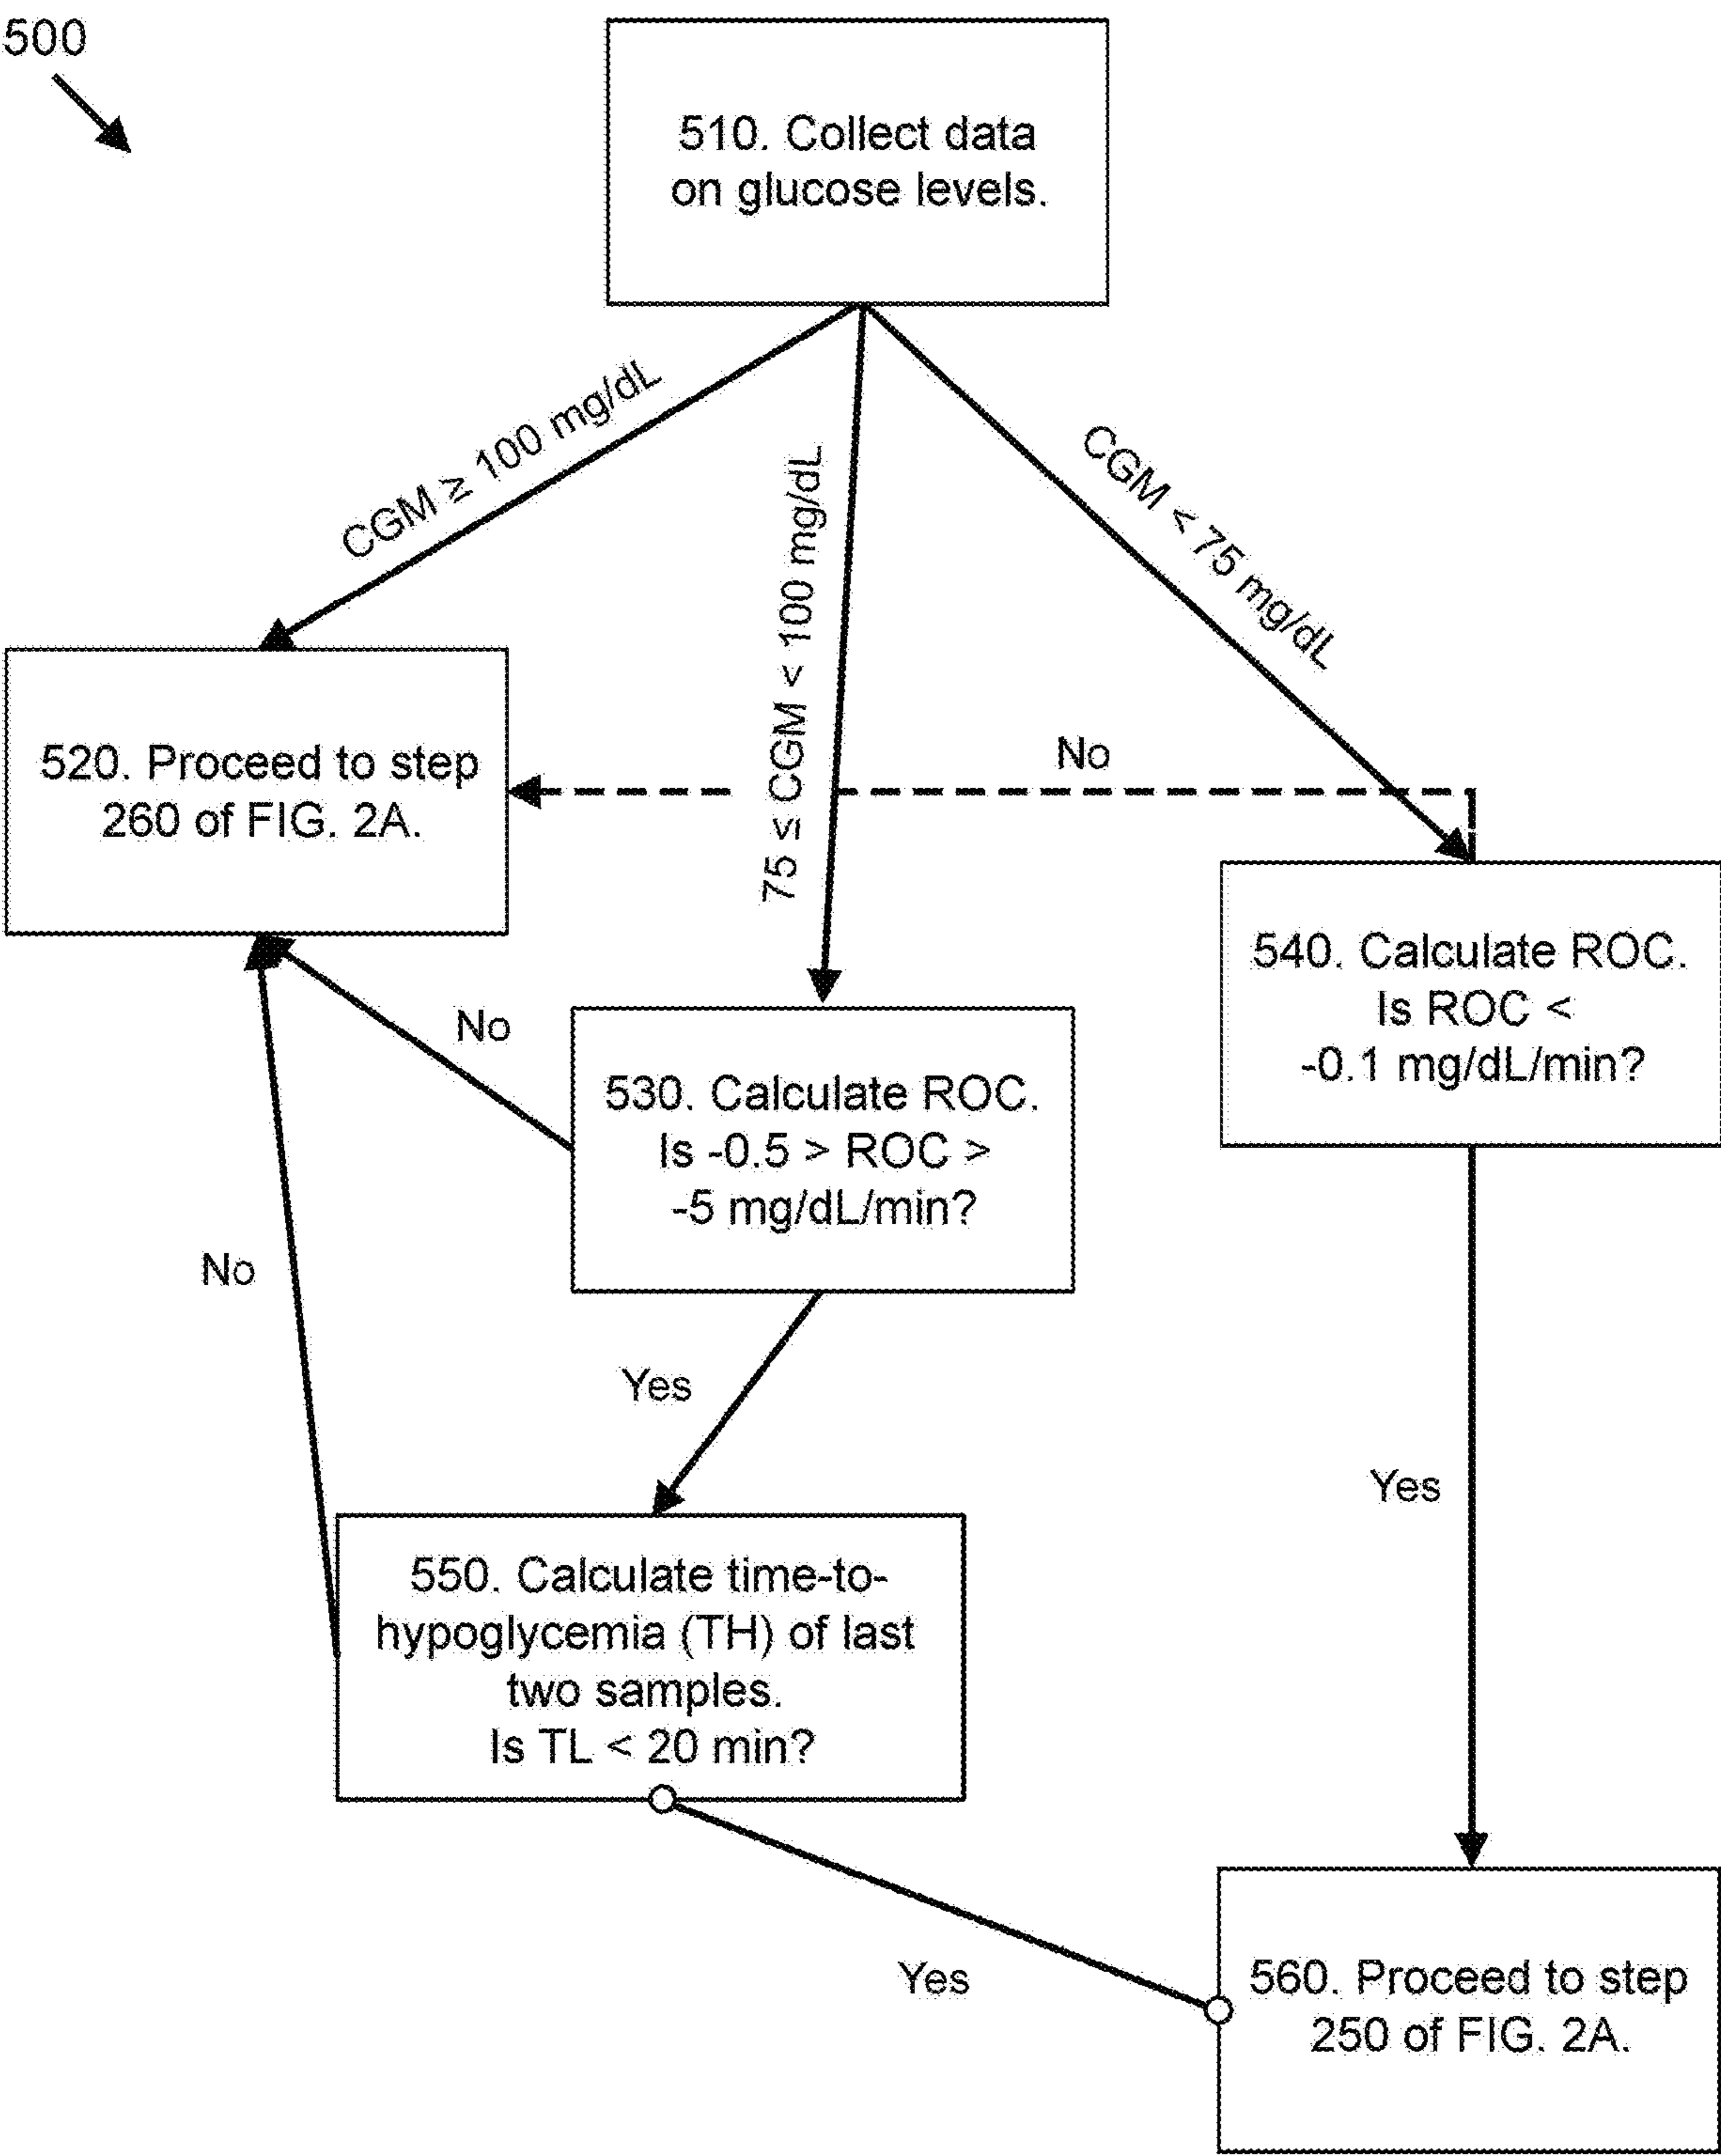 500
510. Collect data
on glucose levels.
CGM ≥ 100 mg/dL
75 ≤ CGM < 100 mg/dL
CGM < 75 mg/dL
520. Proceed to step
260 of FIG. 2A.
No
540. Calculate ROC.
Is ROC <
-0.1 mg/dL/min?
No
530. Calculate ROC.
Is -0.5 > ROC >
-5 mg/dL/min?
No
Yes
Yes
550. Calculate time-to-
hypoglycemia (TH) of last
two samples.
Is TL < 20 min?
Yes
560. Proceed to step
250 of FIG. 2A.